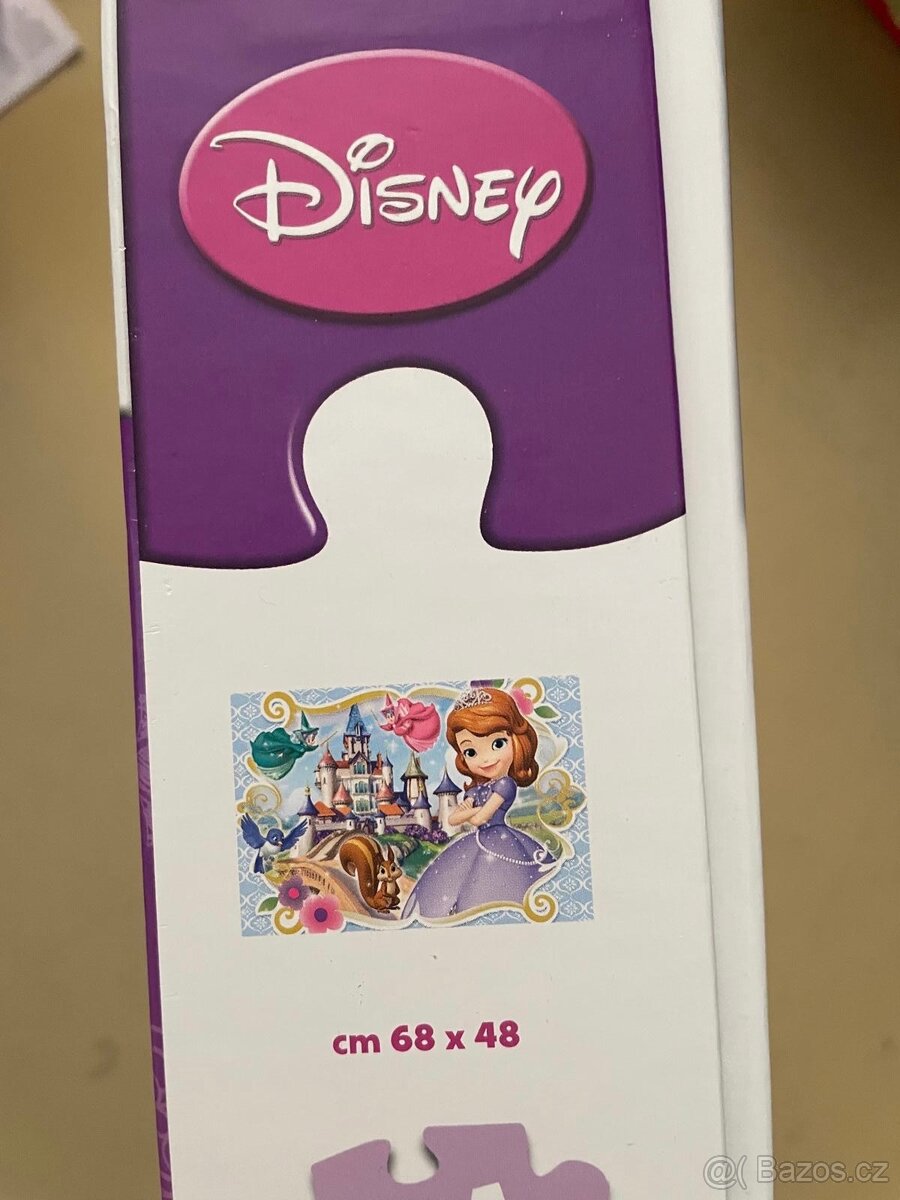 Disney
cm 68 x 48
@( Bazos.cz